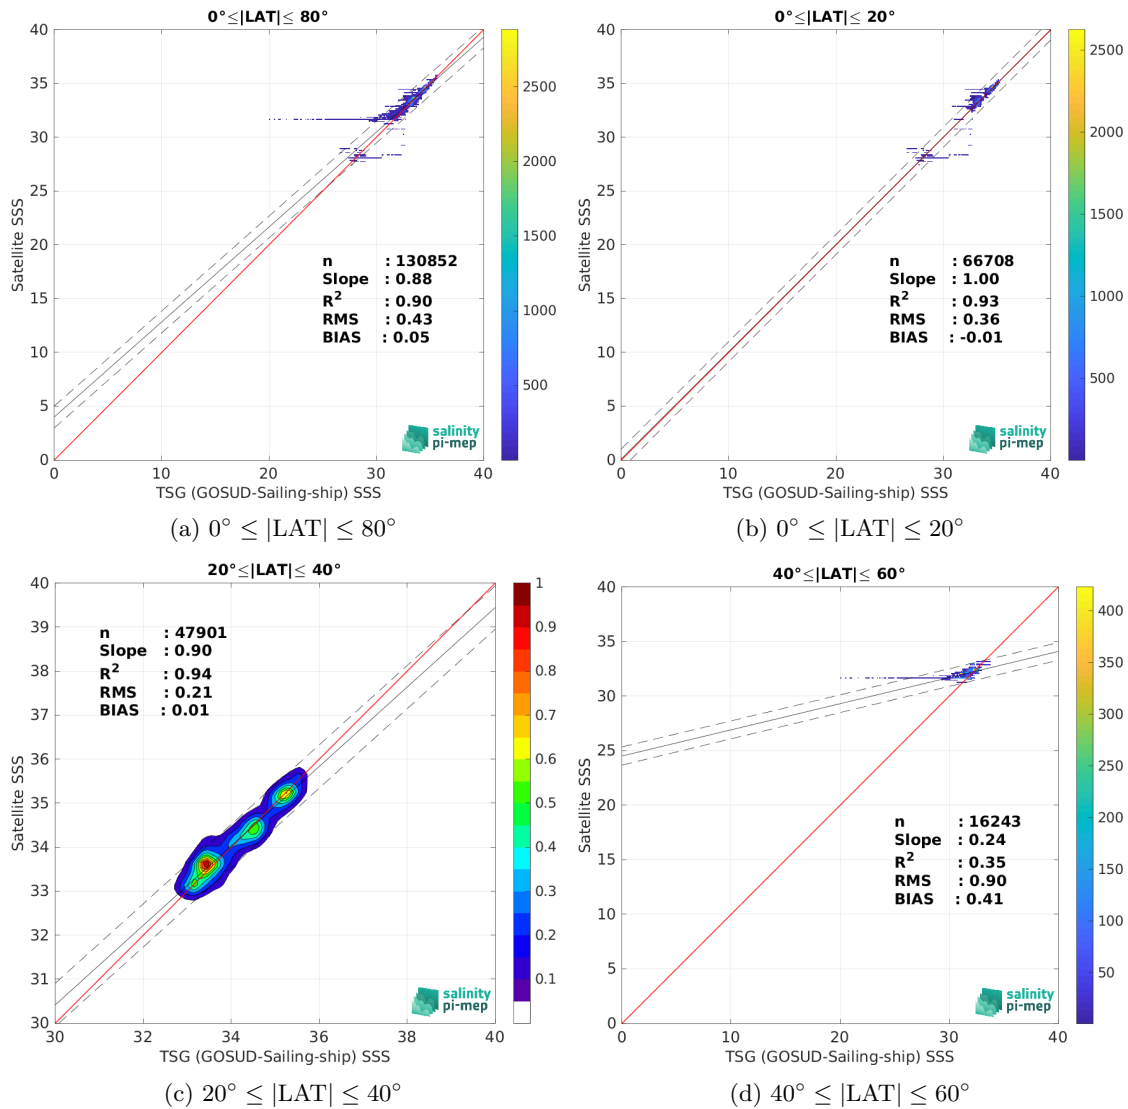 0°≤|LAT|≤ 80°
40
35
30
25
20
15
10
5
0
0
10
20
30
40
Satellite SSS
TSG (GOSUD-Sailing-ship) SSS
n : 130852
Slope : 0.88
R² : 0.90
RMS : 0.43
BIAS : 0.05
salinity
pi-mep
2500
2000
1500
1000
500
(a) 0° ≤ |LAT| ≤ 80°
0°≤|LAT|≤ 20°
40
35
30
25
20
15
10
5
0
0
10
20
30
40
Satellite SSS
TSG (GOSUD-Sailing-ship) SSS
n : 66708
Slope : 1.00
R² : 0.93
RMS : 0.36
BIAS : -0.01
salinity
pi-mep
2500
2000
1500
1000
500
(b) 0° ≤ |LAT| ≤ 20°
20°≤|LAT|≤ 40°
40
39
38
37
36
35
34
33
32
31
30
30
32
34
36
38
40
Satellite SSS
TSG (GOSUD-Sailing-ship) SSS
n : 47901
Slope : 0.90
R² : 0.94
RMS : 0.21
BIAS : 0.01
salinity
pi-mep
1
0.9
0.8
0.7
0.6
0.5
0.4
0.3
0.2
0.1
(c) 20° ≤ |LAT| ≤ 40°
40°≤|LAT|≤ 60°
40
35
30
25
20
15
10
5
0
0
10
20
30
40
Satellite SSS
TSG (GOSUD-Sailing-ship) SSS
n : 16243
Slope : 0.24
R² : 0.35
RMS : 0.90
BIAS : 0.41
salinity
pi-mep
400
350
300
250
200
150
100
50
(d) 40° ≤ |LAT| ≤ 60°